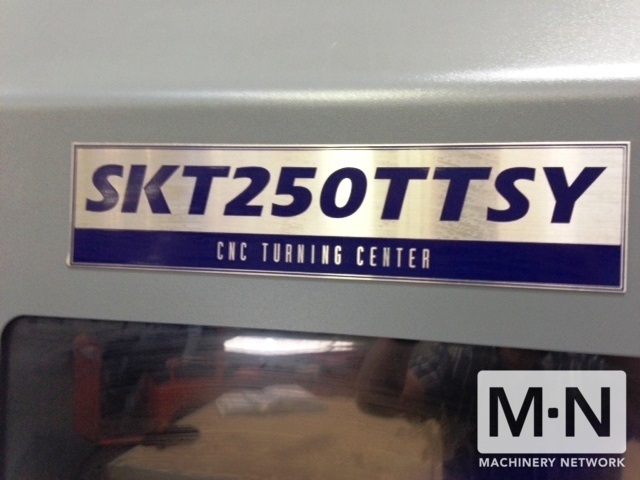 SKT250TTSY
CNC TURNING CENTER
M·N
MACHINERY NETWORK